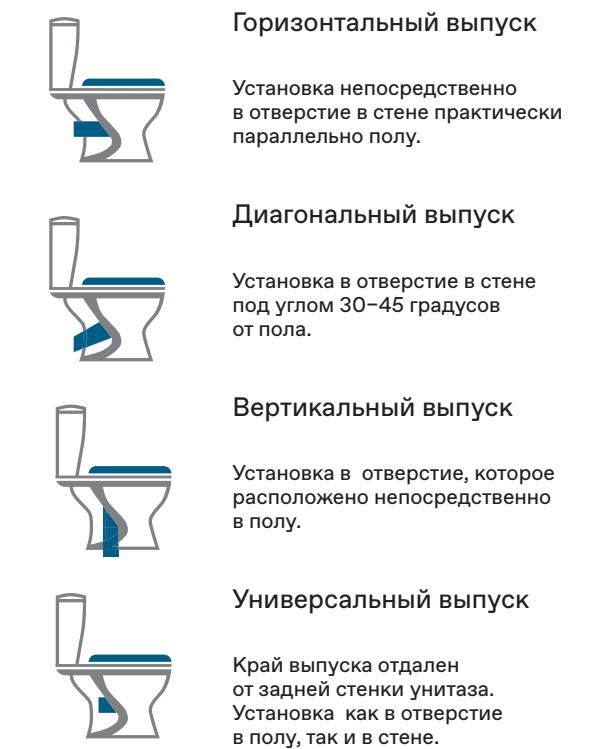 Горизонтальный выпуск
Установка непосредственно
в отверстие в стене практически
параллельно полу.
Диагональный выпуск
Установка в отверстие в стене
под углом 30–45 градусов
от пола.
Вертикальный выпуск
Установка в отверстие, которое
расположено непосредственно
в полу.
Универсальный выпуск
Край выпуска отдален
от задней стенки унитаза.
Установка как в отверстие
в полу, так и в стене.